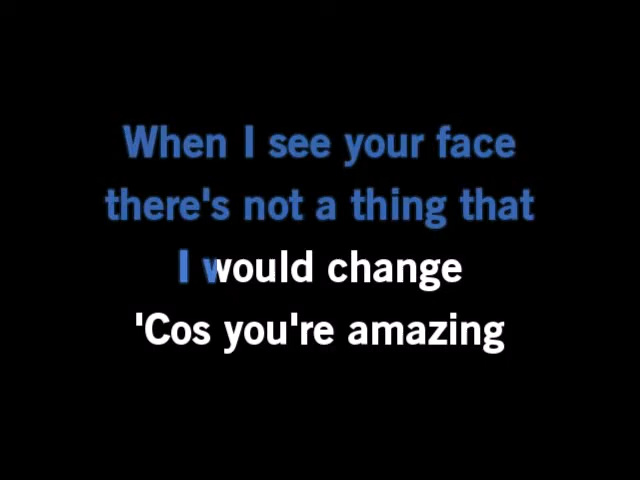 When I see your face
there's not a thing that
I would change
'Cos you're amazing